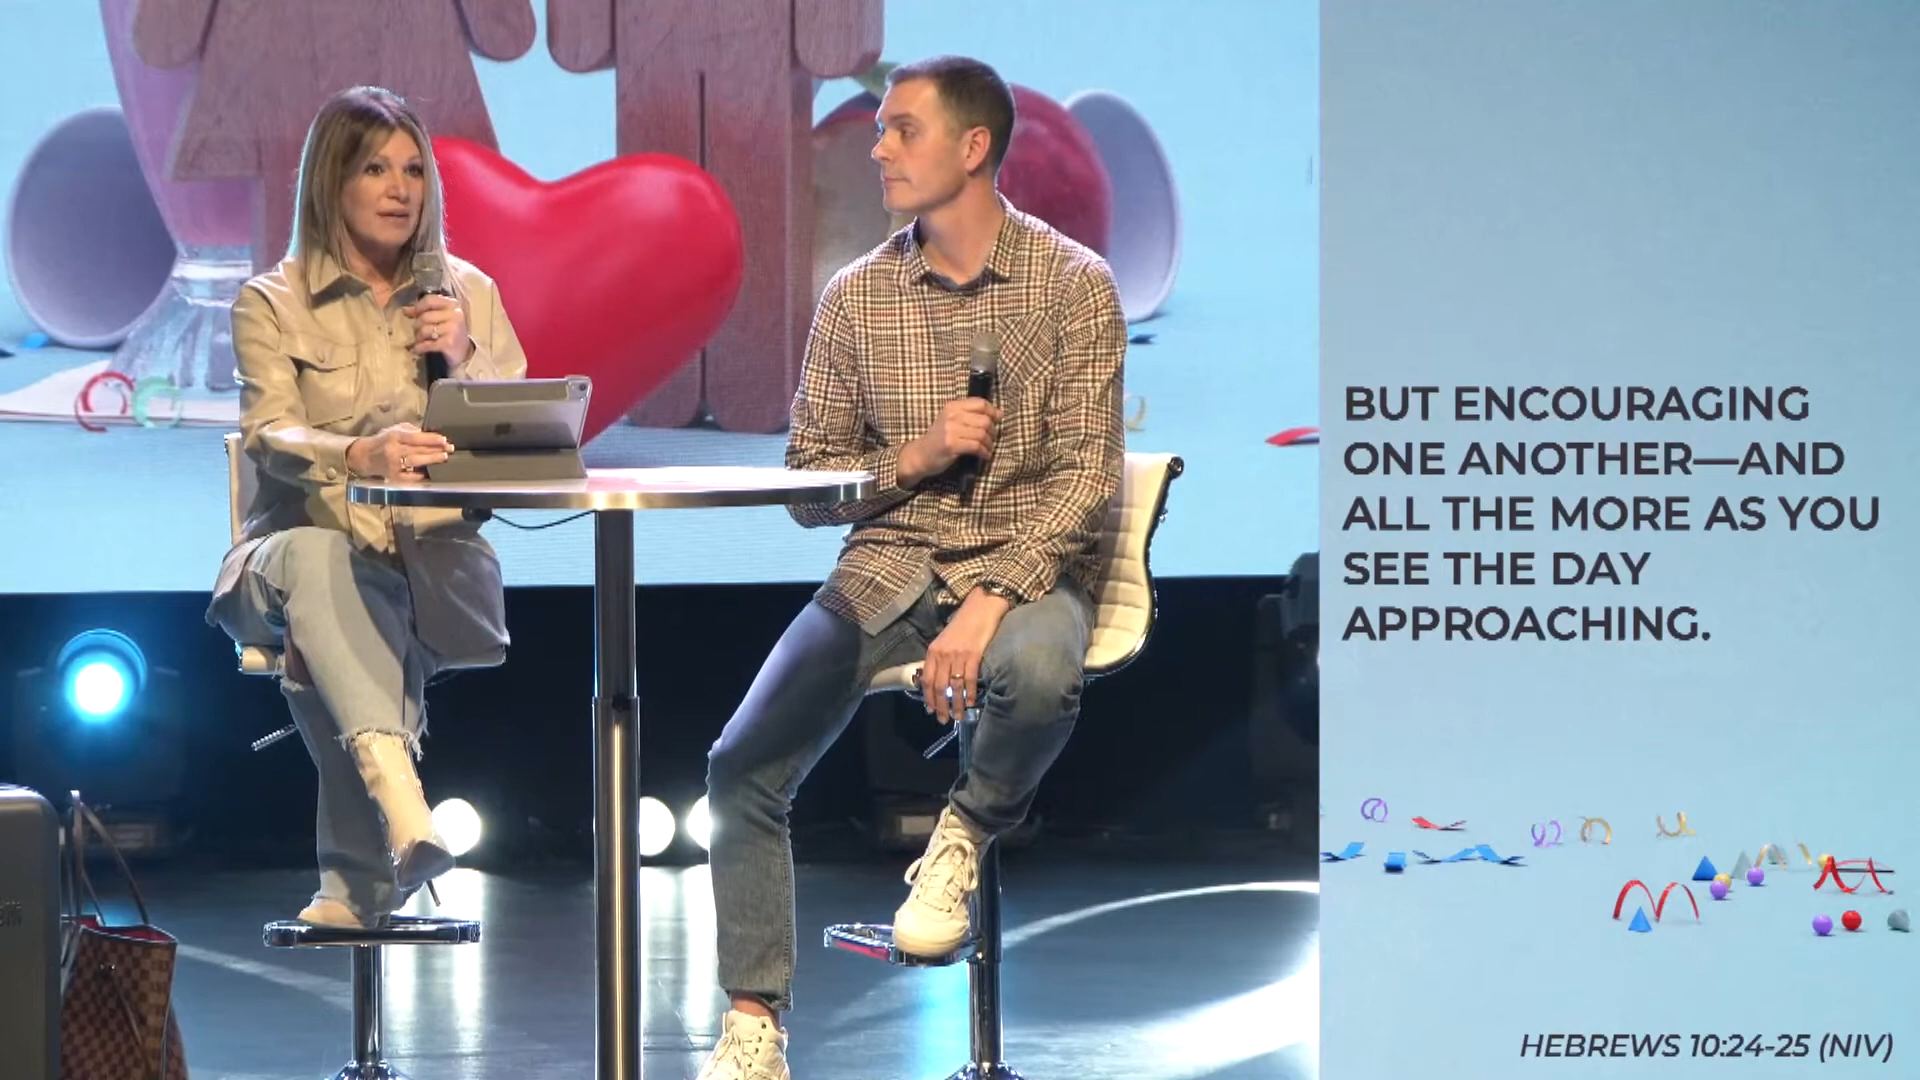 BUT ENCOURAGING
ONE ANOTHER—AND
ALL THE MORE AS YOU
SEE THE DAY
APPROACHING.
HEBREWS 10:24-25 (NIV)